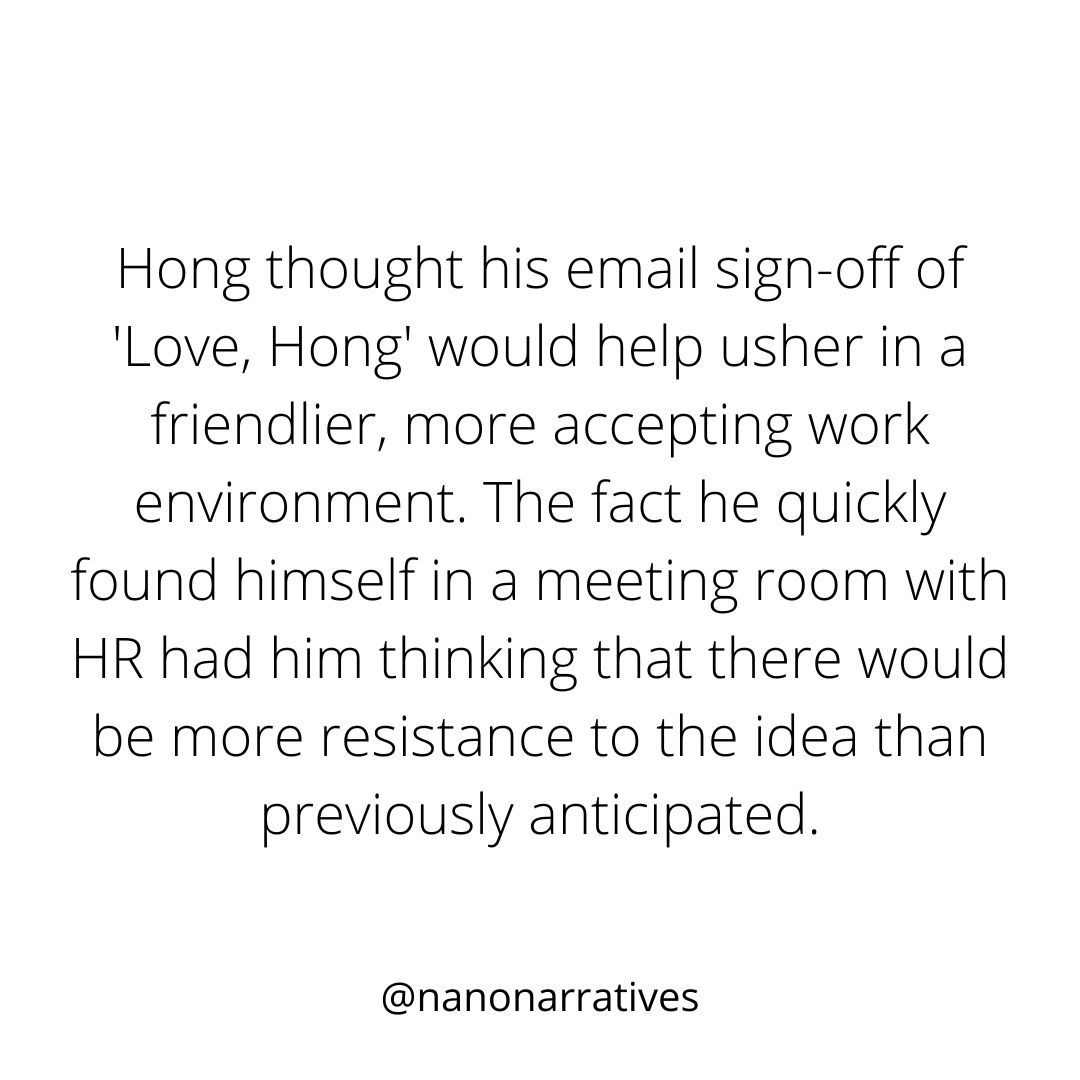 Hong thought his email sign-off of
'Love, Hong' would help usher in a
friendlier, more accepting work
environment. The fact he quickly
found himself in a meeting room with
HR had him thinking that there would
be more resistance to the idea than
previously anticipated.
@nanonarratives